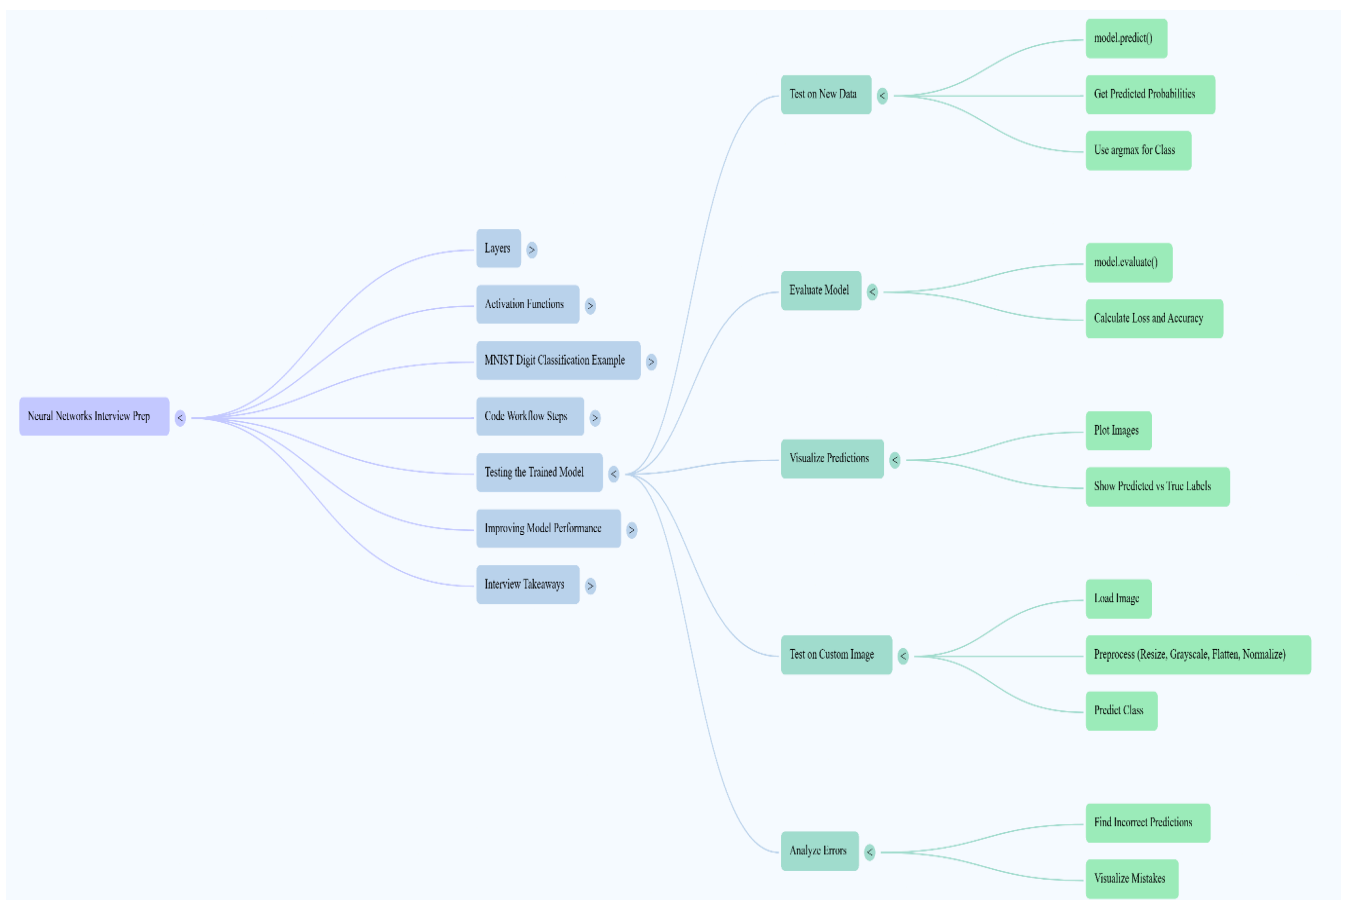 Neural Networks Interview Prep
<
Layers
>
Activation Functions
>
MNIST Digit Classification Example
>
Code Workflow Steps
>
Testing the Trained Model
<
Improving Model Performance
>
Interview Takeaways
>
Test on New Data
<
model.predict()
Get Predicted Probabilities
Use argmax for Class
Evaluate Model
<
model.evaluate()
Calculate Loss and Accuracy
Visualize Predictions
<
Plot Images
Show Predicted vs True Labels
Test on Custom Image
<
Load Image
Preprocess (Resize, Grayscale, Flatten, Normalize)
Predict Class
Analyze Errors
<
Find Incorrect Predictions
Visualize Mistakes